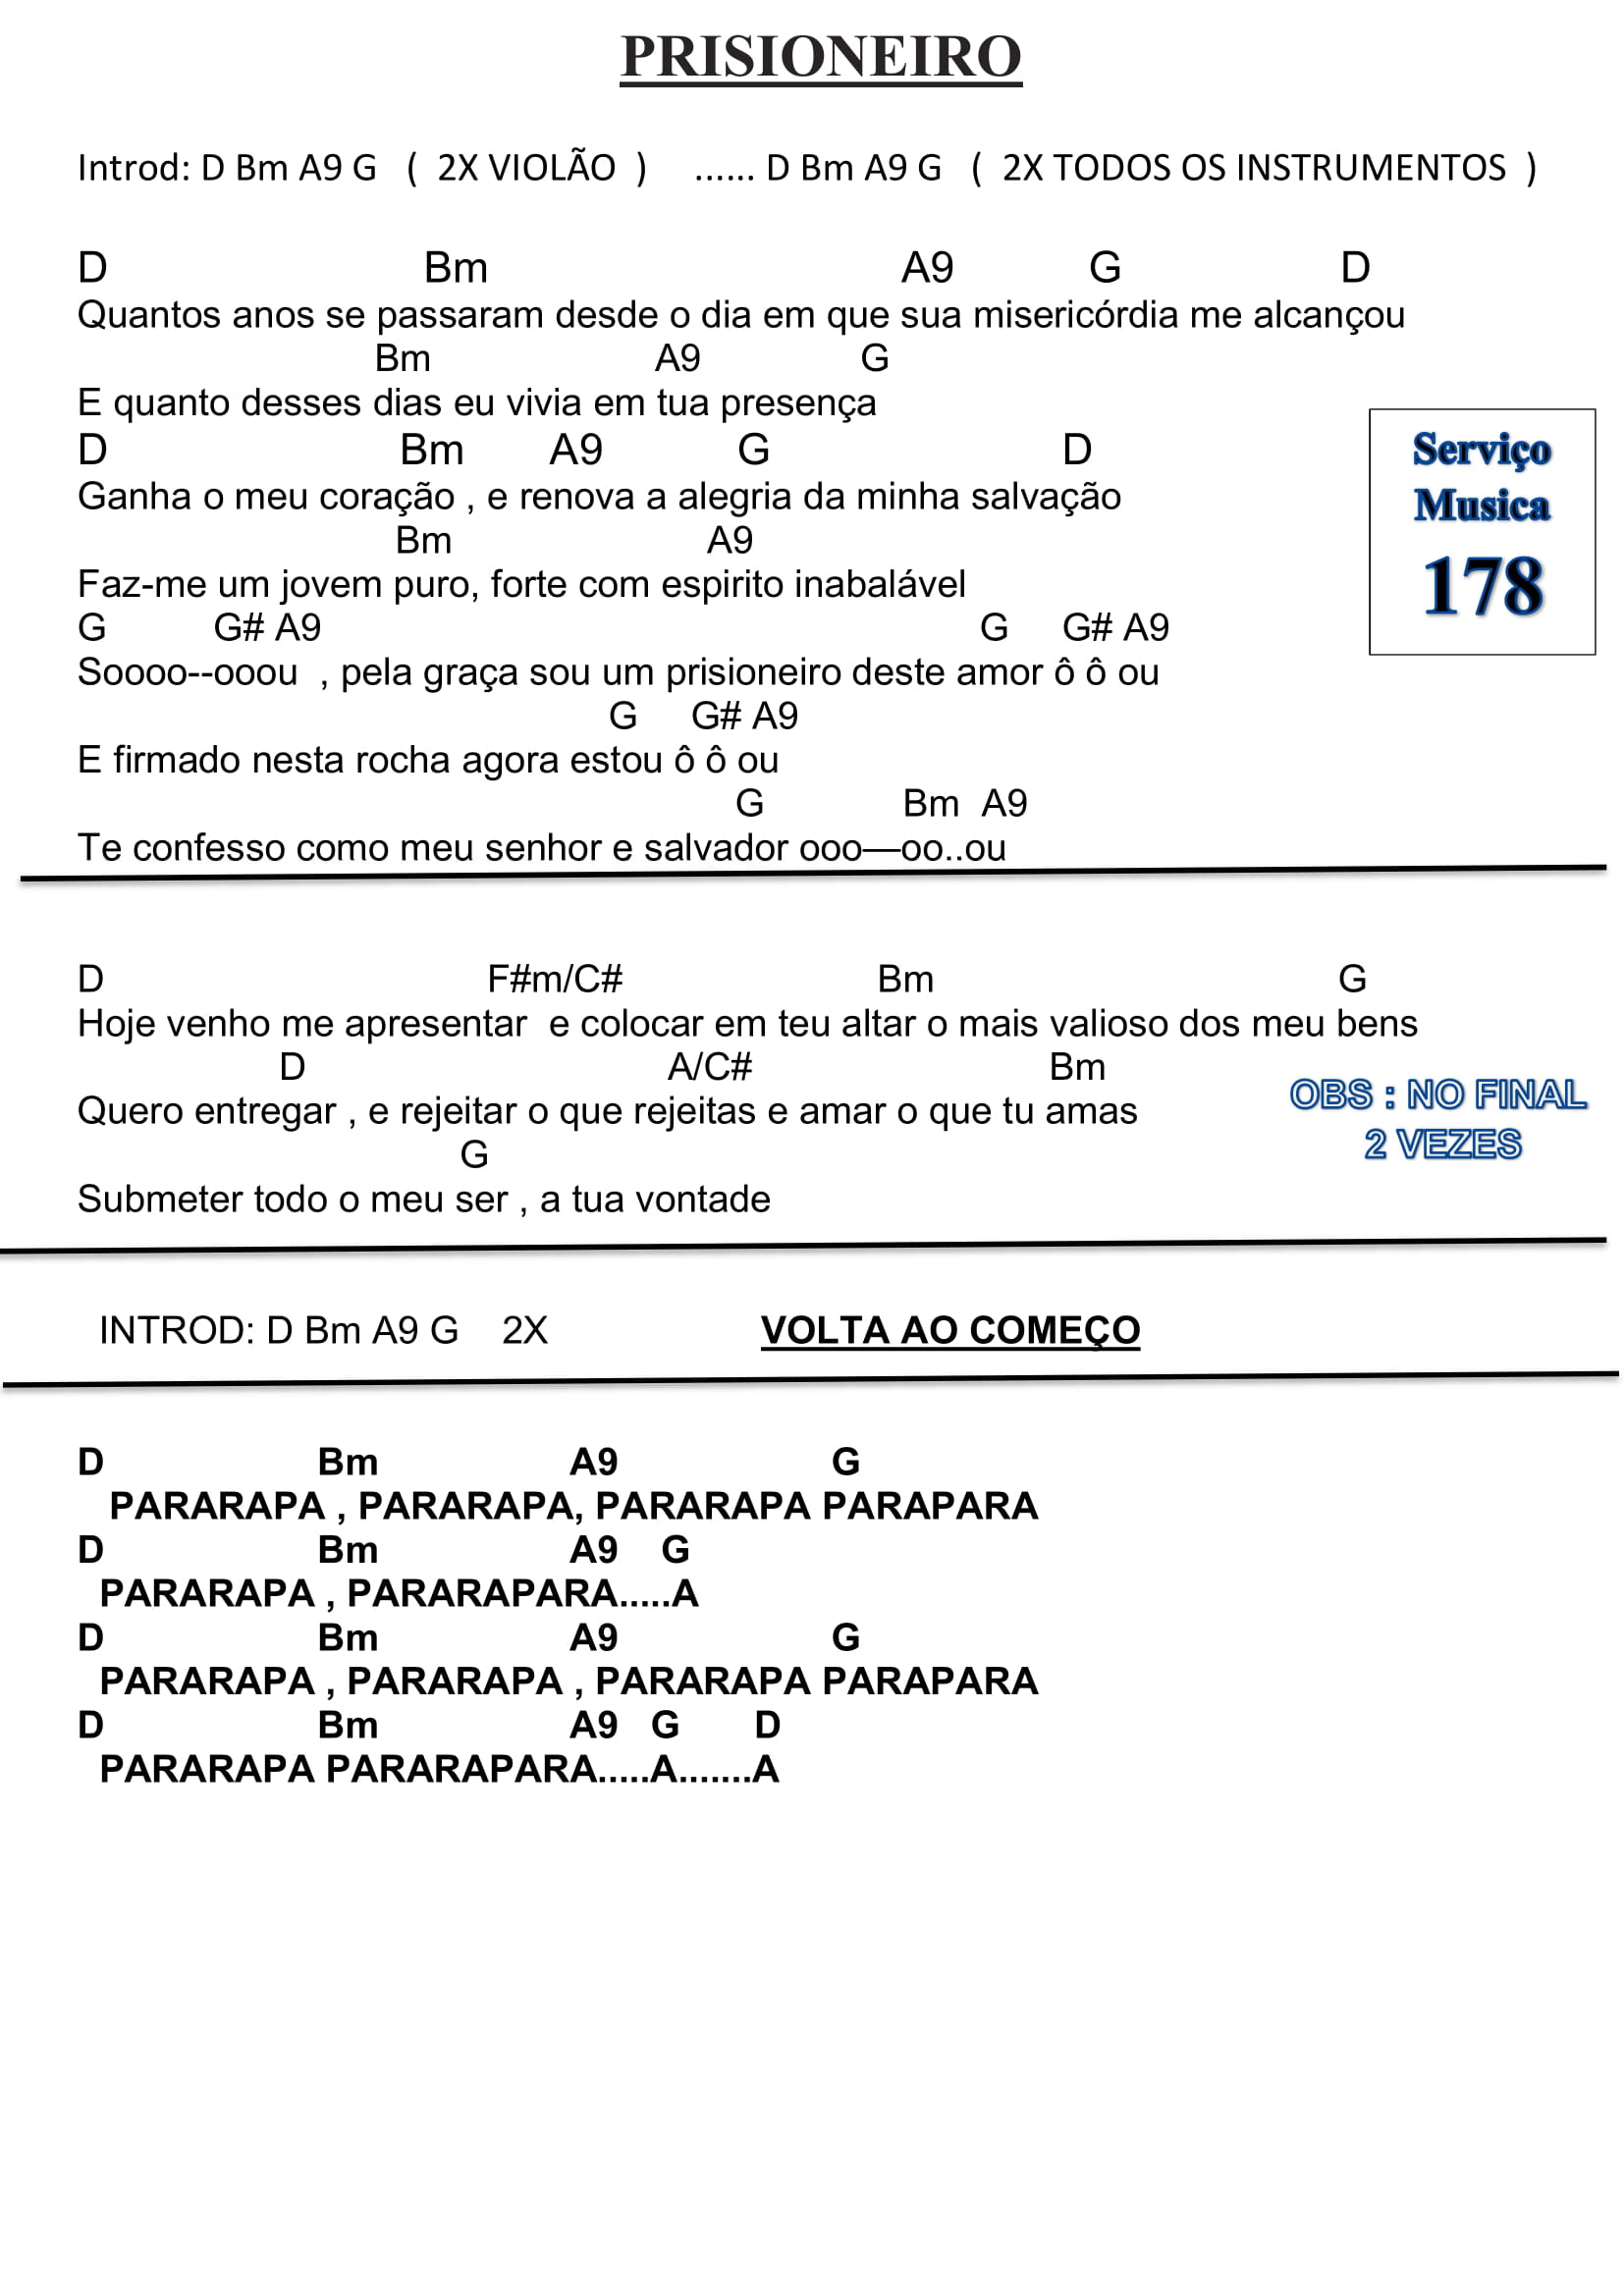 PRISIONEIRO
Introd: D Bm A9 G ( 2X VIOLÃO ) ...... D Bm A9 G ( 2X TODOS OS INSTRUMENTOS )
D Bm A9 G D
Quantos anos se passaram desde o dia em que sua misericórdia me alcançou
Bm A9 G
E quanto desses dias eu vivia em tua presença
D Bm A9 G D
Ganha o meu coração , e renova a alegria da minha salvação
Bm A9
Faz-me um jovem puro, forte com espirito inabalável
G G# A9 G G# A9
Soooo--ooou , pela graça sou um prisioneiro deste amor ô ô ou
G G# A9
E firmado nesta rocha agora estou ô ô ou
G Bm A9
Te confesso como meu senhor e salvador ooo—oo..ou
Serviço
Musica
178
D F#m/C# Bm G
Hoje venho me apresentar e colocar em teu altar o mais valioso dos meu bens
D A/C# Bm
Quero entregar , e rejeitar o que rejeitas e amar o que tu amas
G
Submeter todo o meu ser , a tua vontade
OBS : NO FINAL
2 VEZES
INTROD: D Bm A9 G 2X VOLTA AO COMEÇO
D Bm A9 G
PARARAPA , PARARAPA, PARARAPA PARAPARA
D Bm A9 G
PARARAPA , PARARAPARA.....A
D Bm A9 G
PARARAPA , PARARAPA , PARARAPA PARAPARA
D Bm A9 G D
PARARAPA PARARAPARA.....A.......A